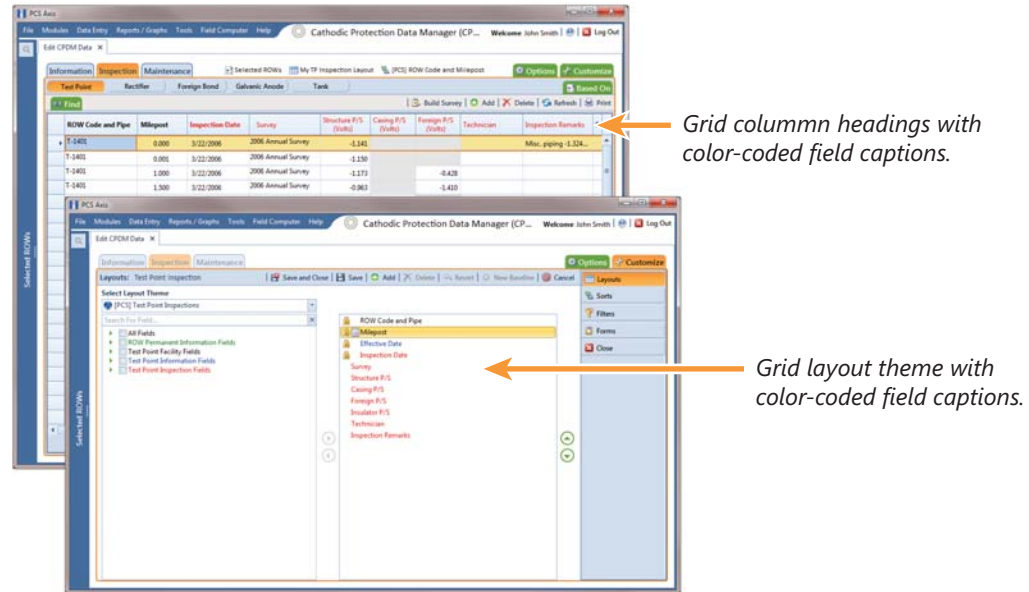 PCS Axis
File Modules Data Entry Reports / Graphs Tools Field Computer Help Cathodic Protection Data Manager (CP... Welcome John Smith Log Out
Edit CPDM Data ×
Information Inspection Maintenance Selected ROWs My TP Inspection Layout [PCS] ROW Code and Milepost Options Customize
Test Point Rectifier Foreign Bond Galvanic Anode Tank Based On
Find Build Survey Add Delete Refresh Print
ROW Code and Pipe Milepost Inspection Date Survey Structure P/S (Volts) Casing P/S (Volts) Foreign P/S (Volts) Technician Inspection Remarks
T-1401 0.000 3/22/2006 2006 Annual Survey -1.141 Misc. piping -1.324...
T-1401 0.001 3/22/2006 2006 Annual Survey -1.150
T-1401 1.000 3/22/2006 2006 Annual Survey -1.173 -0.428
T-1401 1.500 3/22/2006 2006 Annual Survey -0.963 -1.410
Selected ROWs
Grid colummn headings with
color-coded field captions.
PCS Axis
File Modules Data Entry Reports / Graphs Tools Field Computer Help Cathodic Protection Data Manager (CP... Welcome John Smith Log Out
Edit CPDM Data ×
Information Inspection Maintenance Options Customize
Layouts: Test Point Inspection Save and Close Save Add Delete Revert New Baseline Cancel Layouts
Select Layout Theme
[PCS] Test Point Inspections
Search For Field...
All Fields
ROW Permanent Information Fields
Test Point Facility Fields
Test Point Information Fields
Test Point Inspection Fields
ROW Code and Pipe
Milepost
Effective Date
Inspection Date
Survey
Structure P/S
Casing P/S
Foreign P/S
Insulator P/S
Technician
Inspection Remarks
Sorts
Filters
Forms
Close
Selected ROWs
Grid layout theme with
color-coded field captions.